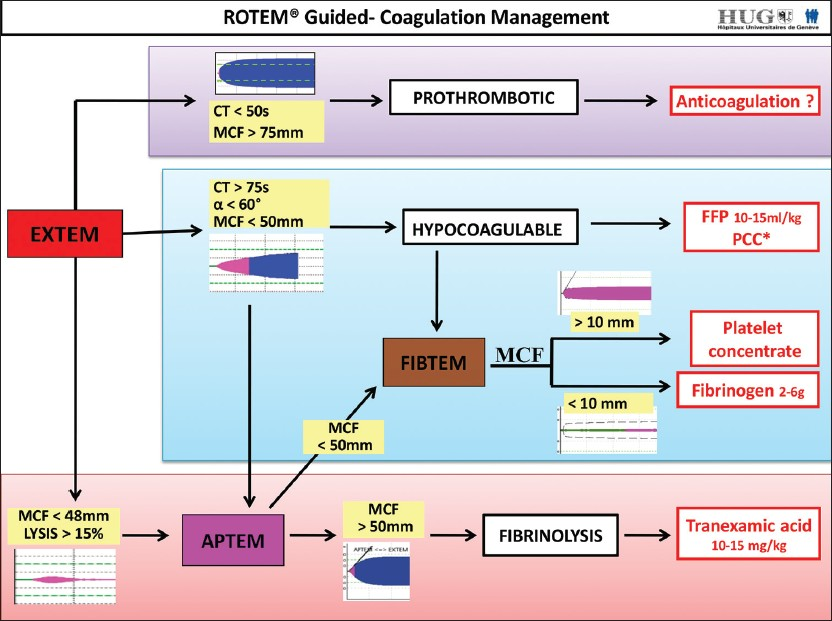 ROTEM® Guided- Coagulation Management
HUG
Hôpitaux Universitaires de Genève
CT < 50s
MCF > 75mm
PROTHROMBOTIC
Anticoagulation ?
EXTEM
CT > 75s
α < 60°
MCF < 50mm
HYPOCOAGULABLE
FFP 10-15ml/kg
PCC*
> 10 mm
Platelet
concentrate
FIBTEM
MCF
Fibrinogen 2-6g
< 10 mm
MCF
< 50mm
MCF < 48mm
LYSIS > 15%
APTEM
MCF
> 50mm
APTEM <=> EXTEM
FIBRINOLYSIS
Tranexamic acid
10-15 mg/kg